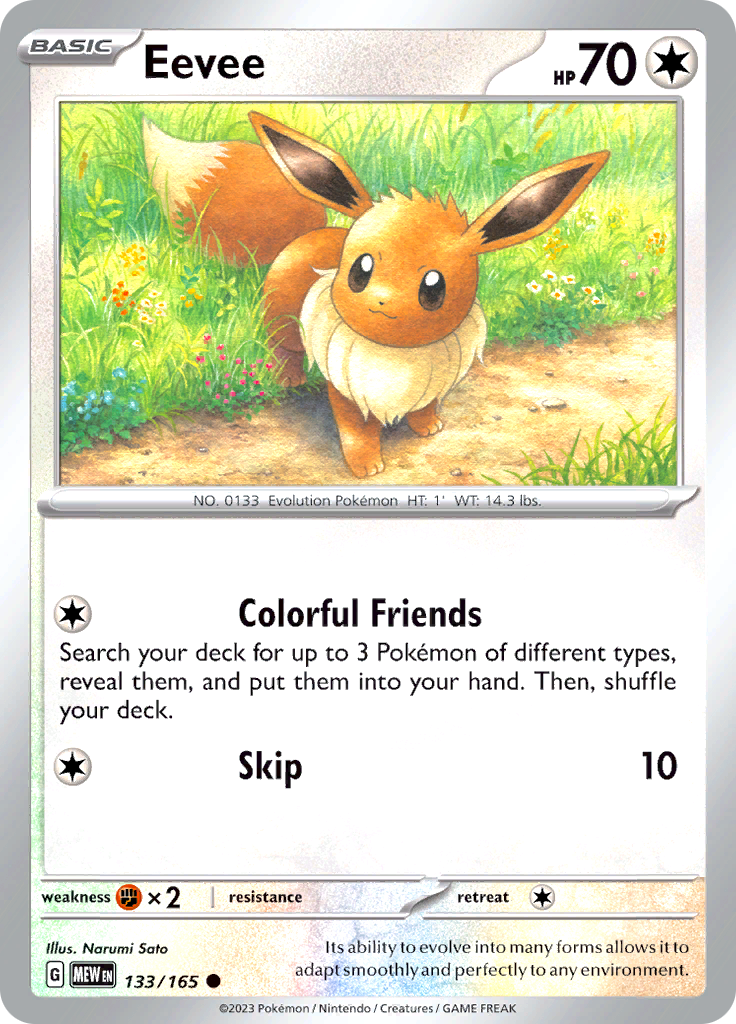 BASIC
Eevee
HP 70
NO. 0133 Evolution Pokémon HT: 1' WT: 14.3 lbs.
Colorful Friends
Search your deck for up to 3 Pokémon of different types,
reveal them, and put them into your hand. Then, shuffle
your deck.
Skip 10
weakness ×2 resistance retreat
Illus. Narumi Sato
Its ability to evolve into many forms allows it to
adapt smoothly and perfectly to any environment.
G MEW EN 133/165
©2023 Pokémon / Nintendo / Creatures / GAME FREAK